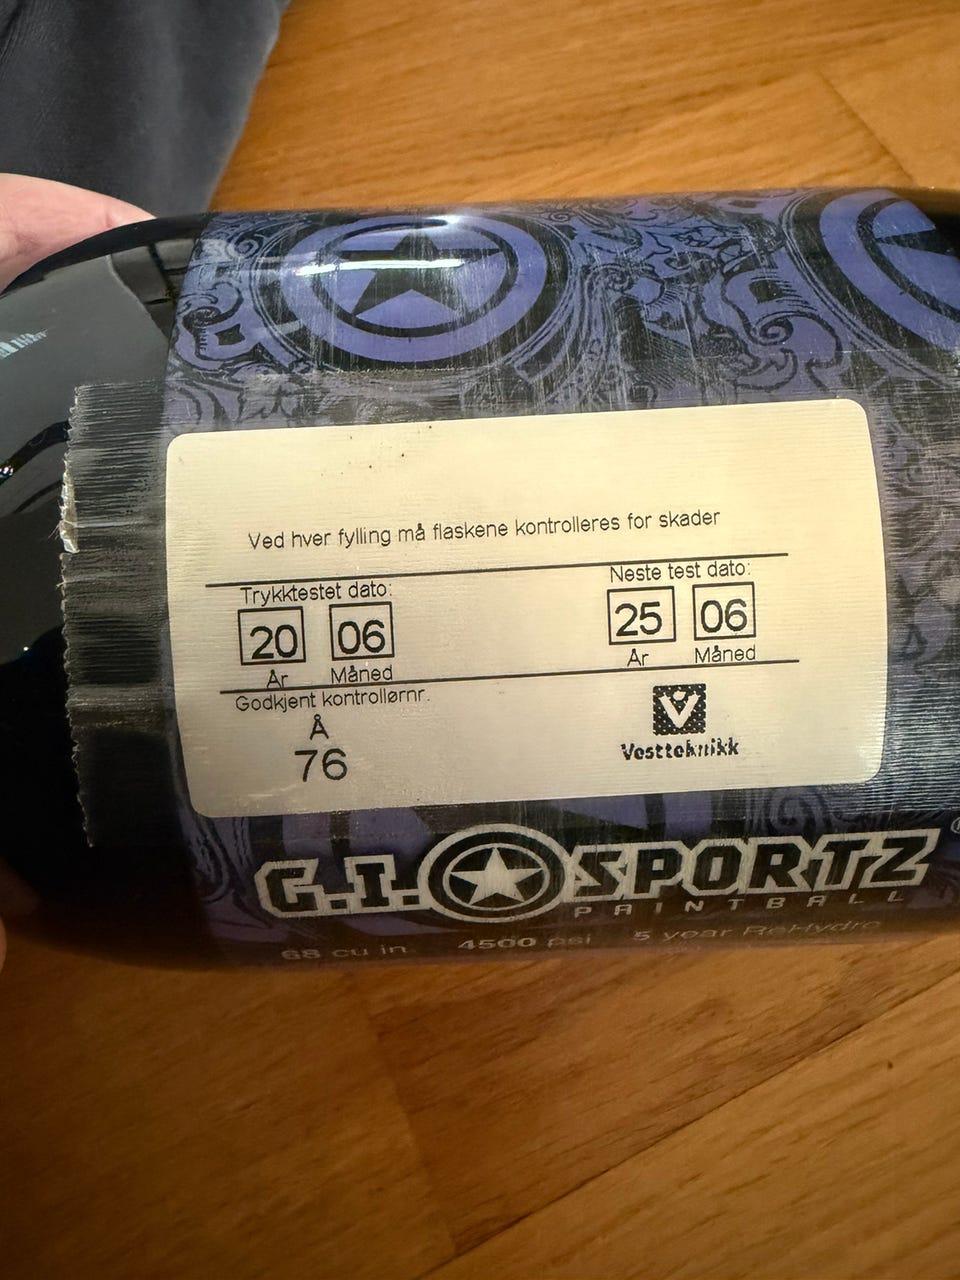 Ved hver fylling må flaskene kontrolleres for skader
Trykktestet dato:
20 06
År Måned
Neste test dato:
25 06
År Måned
Godkjent kontrollørnr.
Å
76
Vestteknikk
G.I. SPORTZ
PAINTBALL
68 cu in 4500 psi 5 year ReHydro